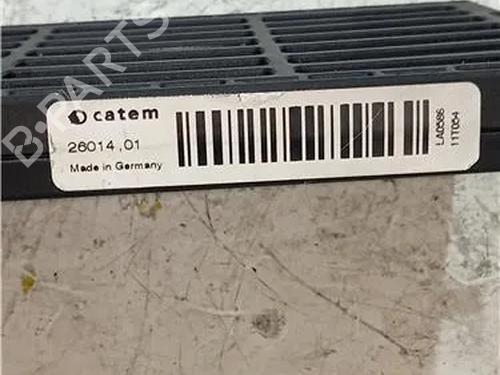 catem
26014,01
Made in Germany
LA0586
11T004
B-PARTS